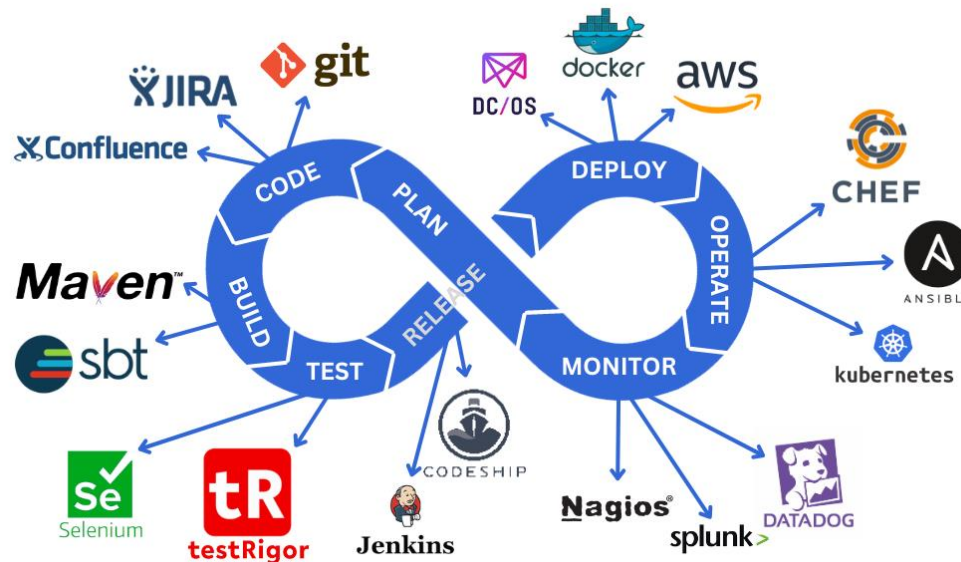 git
JIRA
Confluence
DC/OS
docker
aws
CODE
PLAN
DEPLOY
CHEF
OPERATE
ANSIBL
Maven™
BUILD
RELEASE
sbt
TEST
MONITOR
kubernetes
CODESHIP
Se
Selenium
tR
testRigor
Jenkins
Nagios®
splunk>
DATADOG